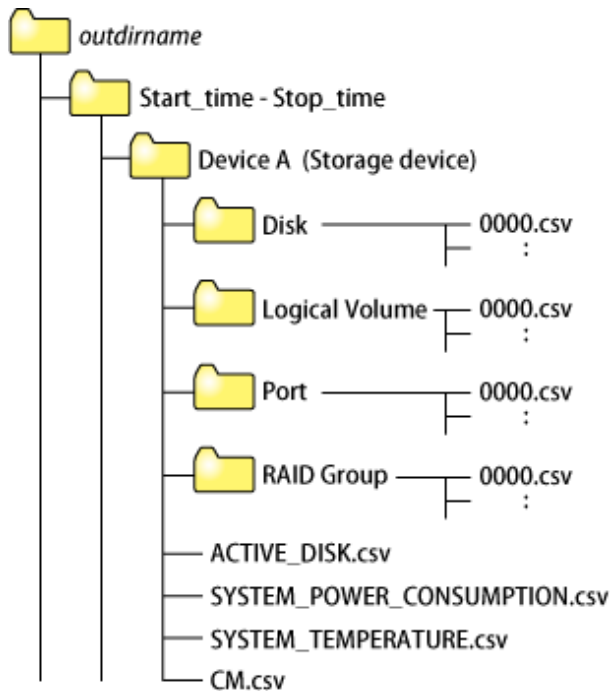 outdirname
Start_time - Stop_time
Device A (Storage device)
Disk 0000.csv
:
Logical Volume 0000.csv
:
Port 0000.csv
:
RAID Group 0000.csv
:
ACTIVE_DISK.csv
SYSTEM_POWER_CONSUMPTION.csv
SYSTEM_TEMPERATURE.csv
CM.csv